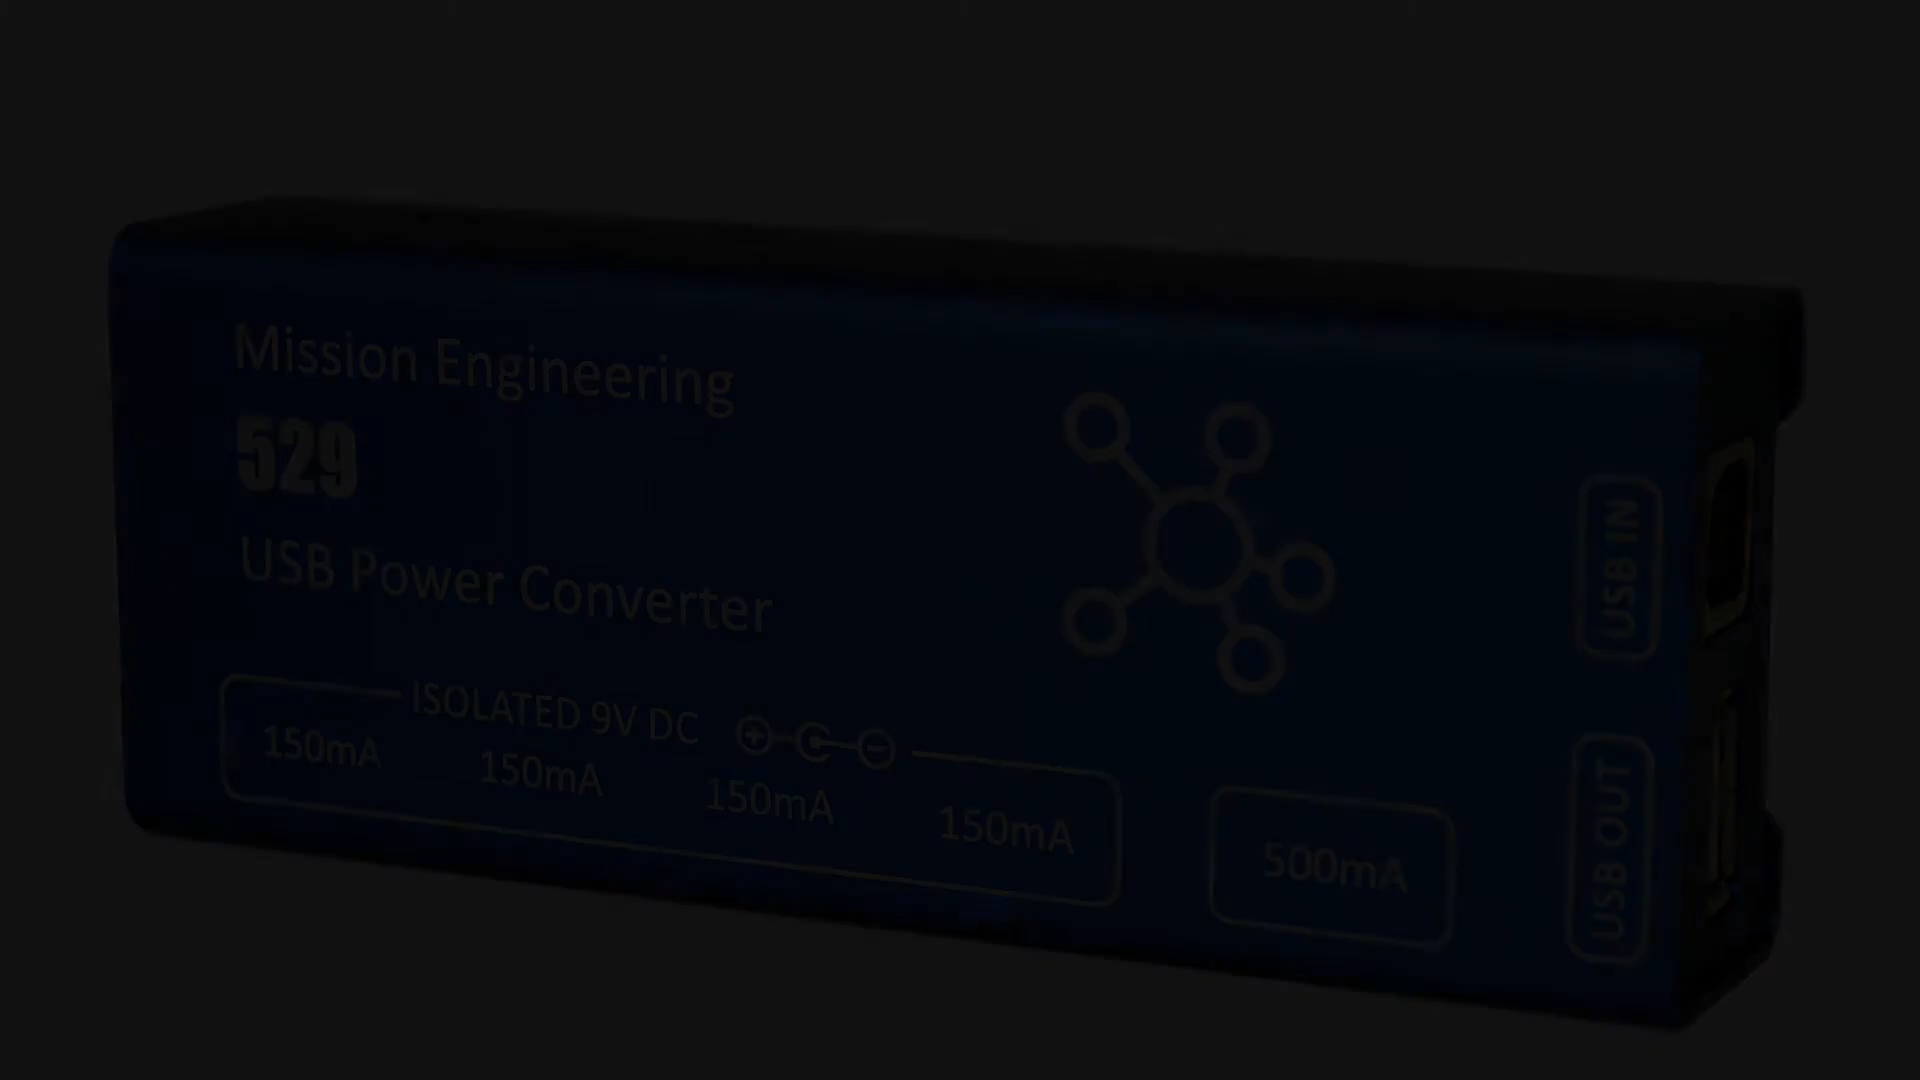 Mission Engineering
529
USB Power Converter
ISOLATED 9V DC
150mA 150mA 150mA 150mA
500mA
USB IN
USB OUT